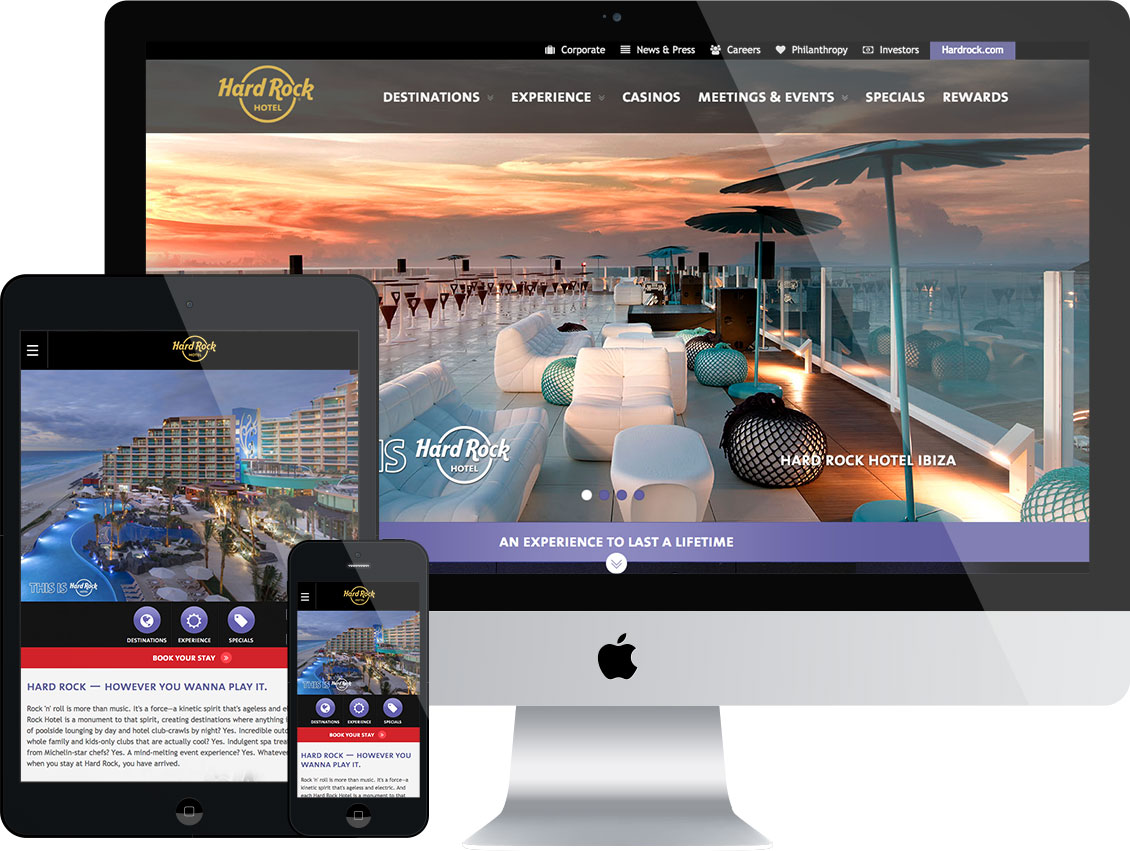 Corporate News & Press Careers Philanthropy Investors Hardrock.com
Hard Rock
HOTEL
DESTINATIONS EXPERIENCE CASINOS MEETINGS & EVENTS SPECIALS REWARDS
IS Hard Rock
HOTEL
HARD ROCK HOTEL IBIZA
AN EXPERIENCE TO LAST A LIFETIME
Hard Rock
HOTEL
THIS IS Hard Rock
HOTEL
DESTINATIONS EXPERIENCE SPECIALS
BOOK YOUR STAY
HARD ROCK — HOWEVER YOU WANNA PLAY IT.
Rock 'n' roll is more than music. It's a force—a kinetic spirit that's ageless and el
Rock Hotel is a monument to that spirit, creating destinations where anything i
of poolside lounging by day and hotel club-crawls by night? Yes. Incredible outd
whole family and kids-only clubs that are actually cool? Yes. Indulgent spa treat
from Michelin-star chefs? Yes. A mind-melting event experience? Yes. Whateve
when you stay at Hard Rock, you have arrived.
Hard Rock
HOTEL
THIS IS Hard Rock
DESTINATIONS EXPERIENCE SPECIALS
BOOK YOUR STAY
HARD ROCK — HOWEVER YOU
WANNA PLAY IT.
Rock 'n' roll is more than music. It's a force—a
kinetic spirit that's ageless and electric. And
each Hard Rock Hotel is a monument to that